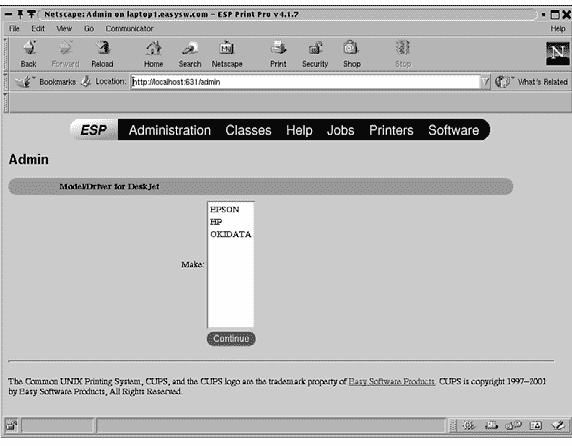 Netscape: Admin on laptop1.easysw.com – ESP Print Pro v4.1.7
File Edit View Go Communicator Help
Back Forward Reload Home Search Netscape Print Security Shop Stop
Bookmarks Location: http://localhost:631/admin What's Related
ESP Administration Classes Help Jobs Printers Software
Admin
Model/Driver for DeskJet
EPSON
HP
OKIDATA
Make:
Continue
The Common UNIX Printing System, CUPS, and the CUPS logo are the trademark property of Easy Software Products. CUPS is copyright 1997–2001
by Easy Software Products, All Rights Reserved.